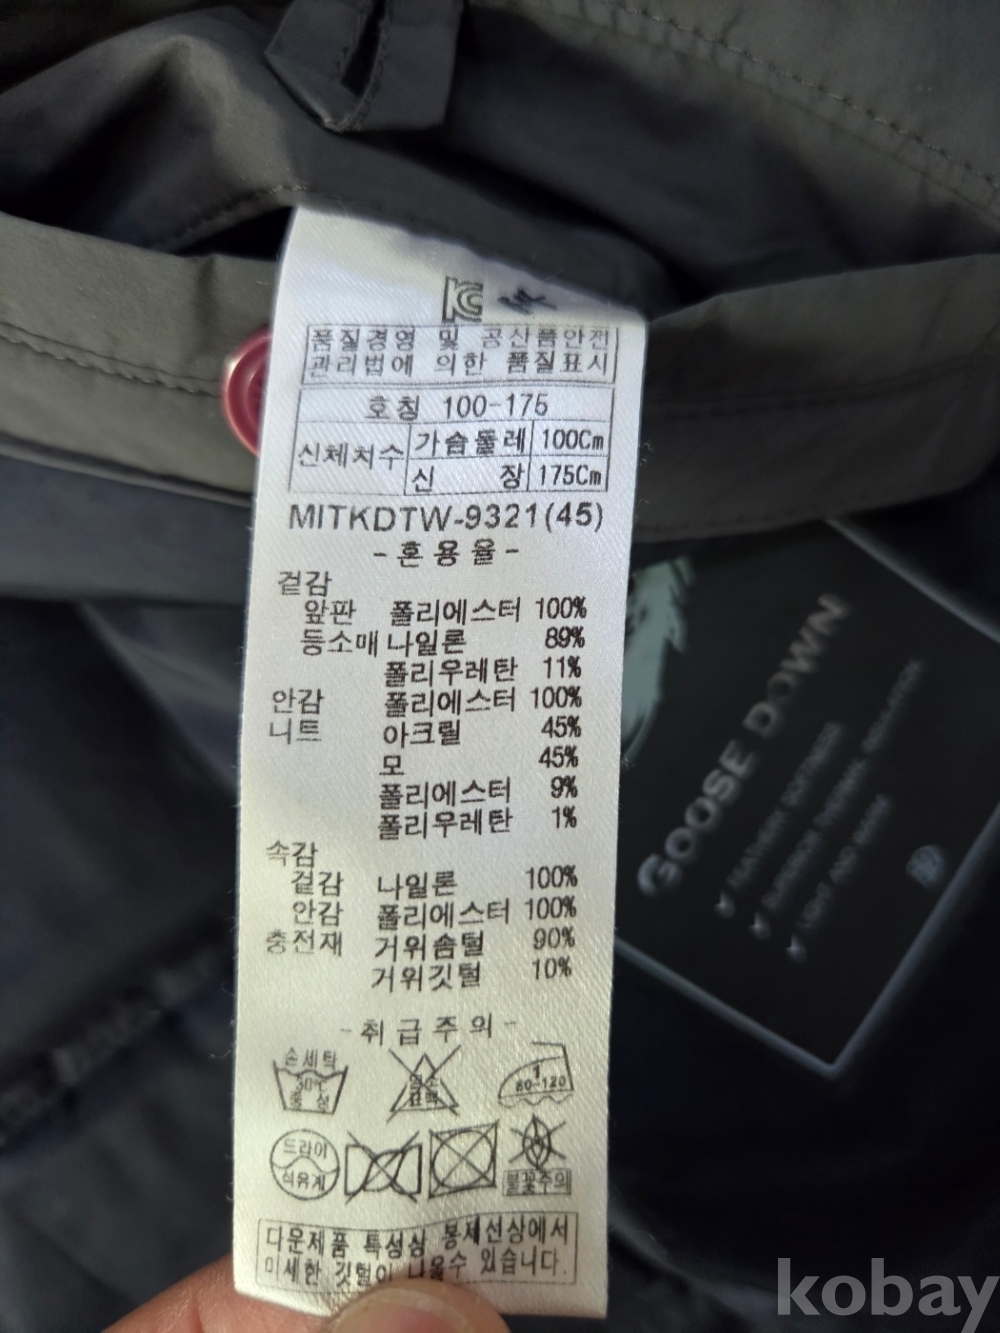 KC
품질경영 및 공산품안전
관리법에 의한 품질표시
호칭 100-175
신체치수 가슴둘레 100Cm
신 장 175Cm
MITKDTW-9321(45)
-혼용율-
겉감
앞판 폴리에스터 100%
등소매 나일론 89%
폴리우레탄 11%
안감 폴리에스터 100%
니트 아크릴 45%
모 45%
폴리에스터 9%
폴리우레탄 1%
속감
겉감 나일론 100%
안감 폴리에스터 100%
충전재 거위솜털 90%
거위깃털 10%
-취급주의-
손세탁
30℃
중성
염소
표백
1
80-120
드라이
석유계
불꽃주의
다운제품 특성상 봉제선상에서
미세한 깃털이 나올수 있습니다.
GOOSE DOWN
LIGHT AND WARM
kobay